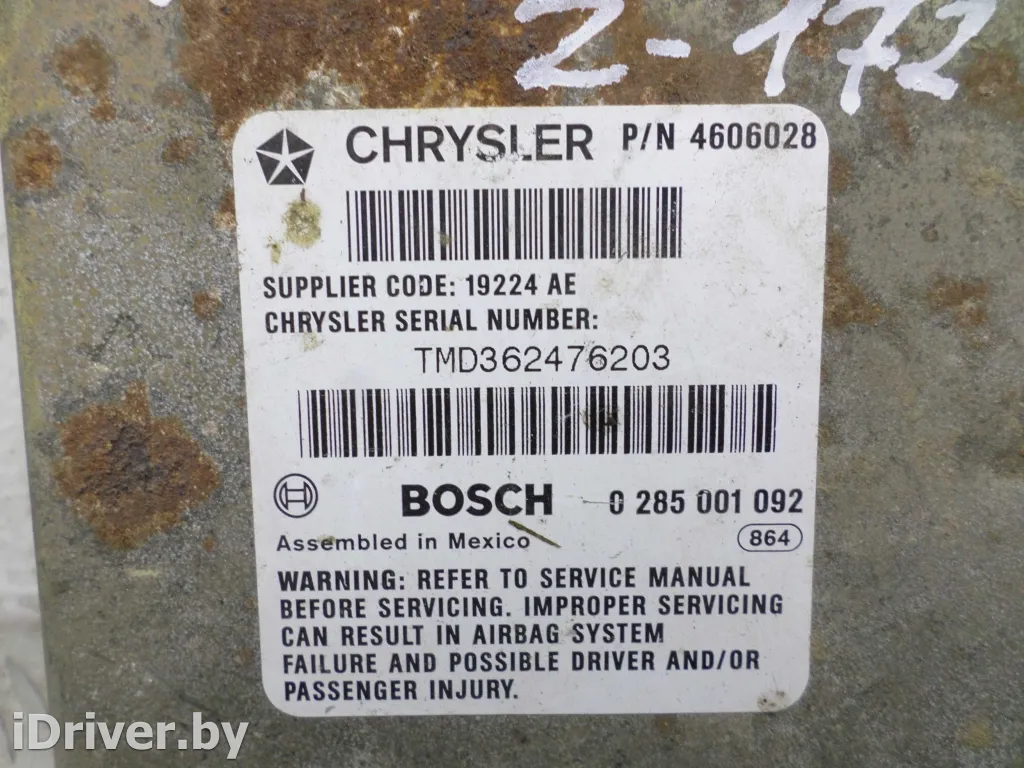 2-172
CHRYSLER P/N 4606028
SUPPLIER CODE: 19224 AE
CHRYSLER SERIAL NUMBER:
TMD362476203
BOSCH 0 285 001 092
Assembled in Mexico 864
WARNING: REFER TO SERVICE MANUAL
BEFORE SERVICING. IMPROPER SERVICING
CAN RESULT IN AIRBAG SYSTEM
FAILURE AND POSSIBLE DRIVER AND/OR
PASSENGER INJURY.
iDriver.by